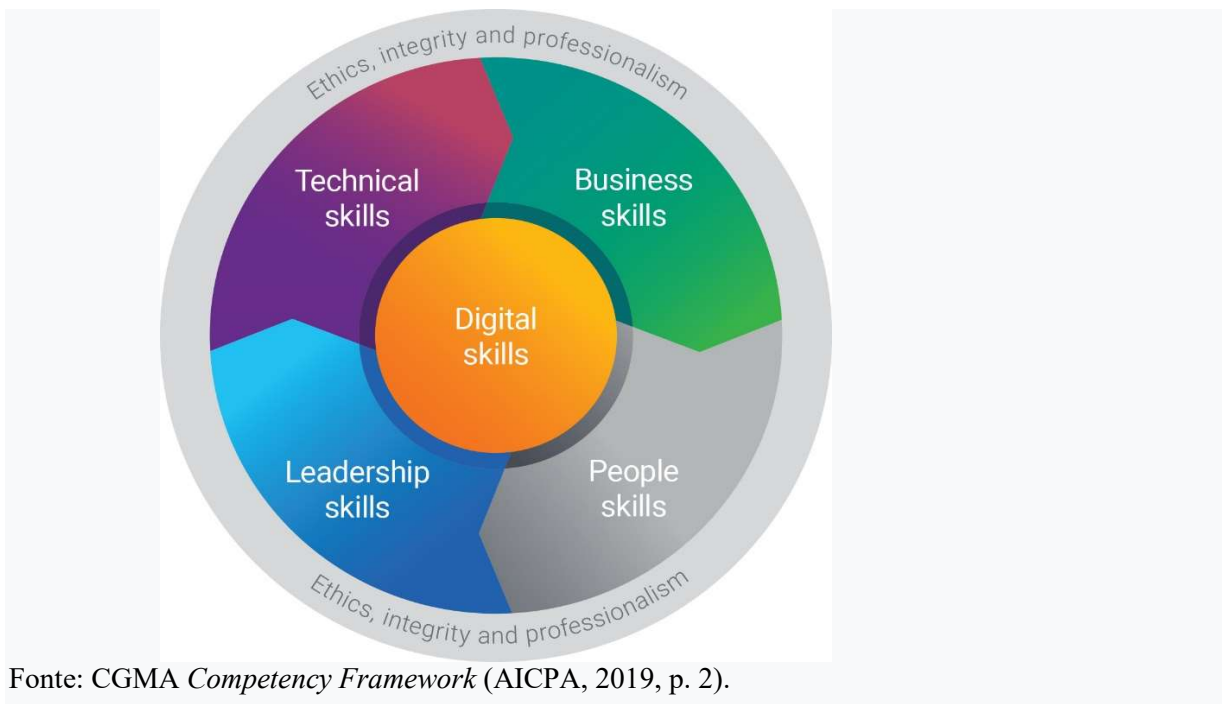 Ethics, integrity and professionalism
Technical
skills
Business
skills
Digital
skills
Leadership
skills
People
skills
Ethics, integrity and professionalism
Fonte: CGMA Competency Framework (AICPA, 2019, p. 2).